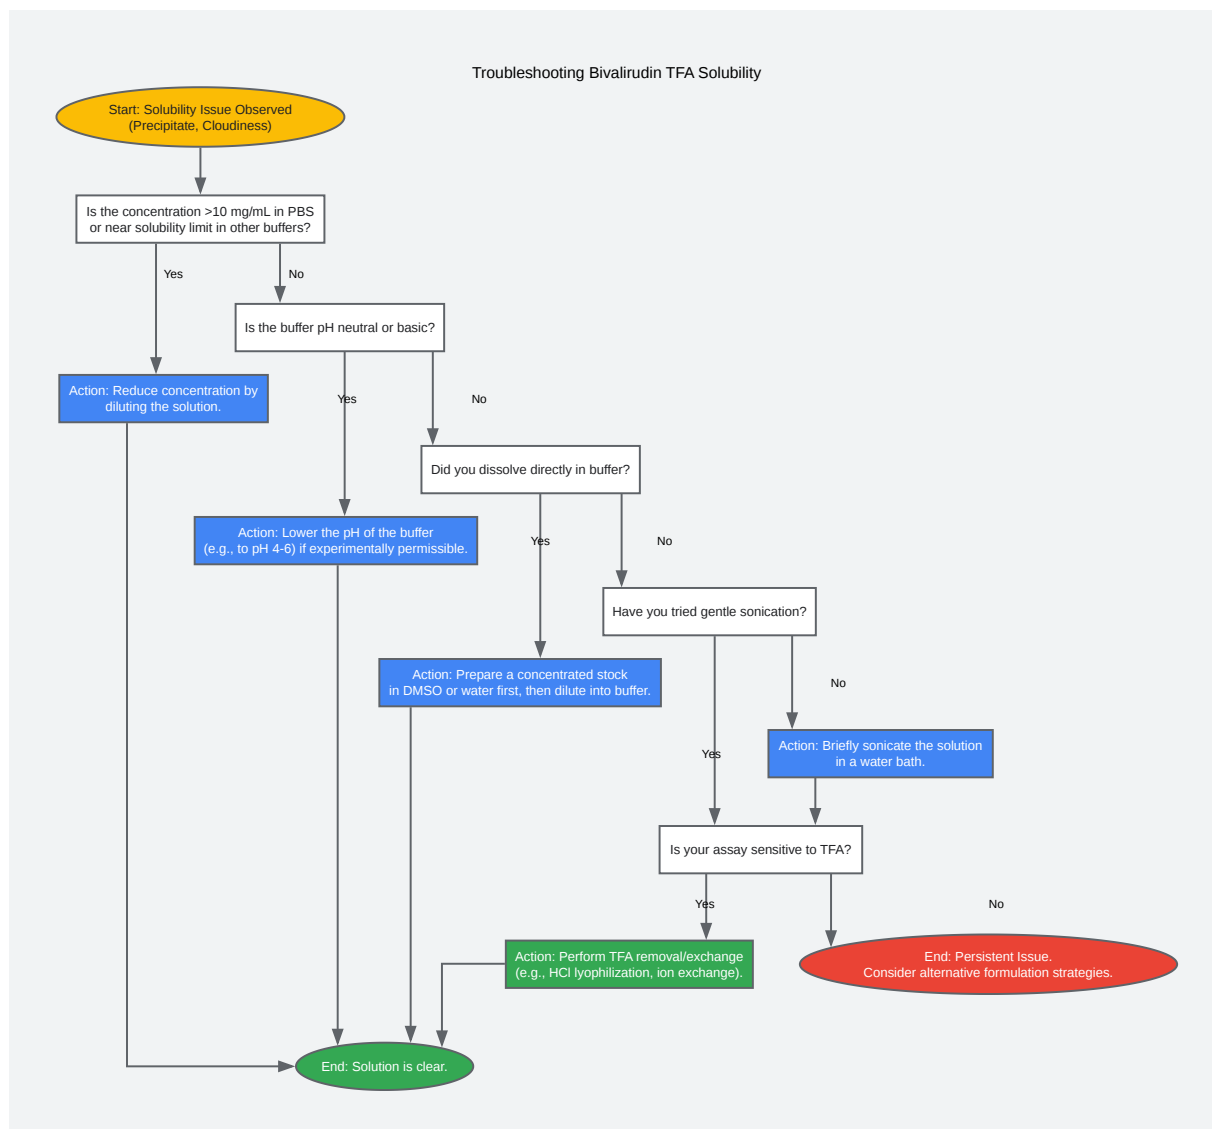 Troubleshooting Bivalirudin TFA Solubility
Start: Solubility Issue Observed
(Precipitate, Cloudiness)
Is the concentration >10 mg/mL in PBS
or near solubility limit in other buffers?
Yes
No
Is the buffer pH neutral or basic?
Action: Reduce concentration by
diluting the solution.
Yes
No
Did you dissolve directly in buffer?
Action: Lower the pH of the buffer
(e.g., to pH 4-6) if experimentally permissible.
Yes
No
Have you tried gentle sonication?
Action: Prepare a concentrated stock
in DMSO or water first, then dilute into buffer.
No
Yes
Action: Briefly sonicate the solution
in a water bath.
Is your assay sensitive to TFA?
Yes
No
Action: Perform TFA removal/exchange
(e.g., HCl lyophilization, ion exchange).
End: Persistent Issue.
Consider alternative formulation strategies.
End: Solution is clear.